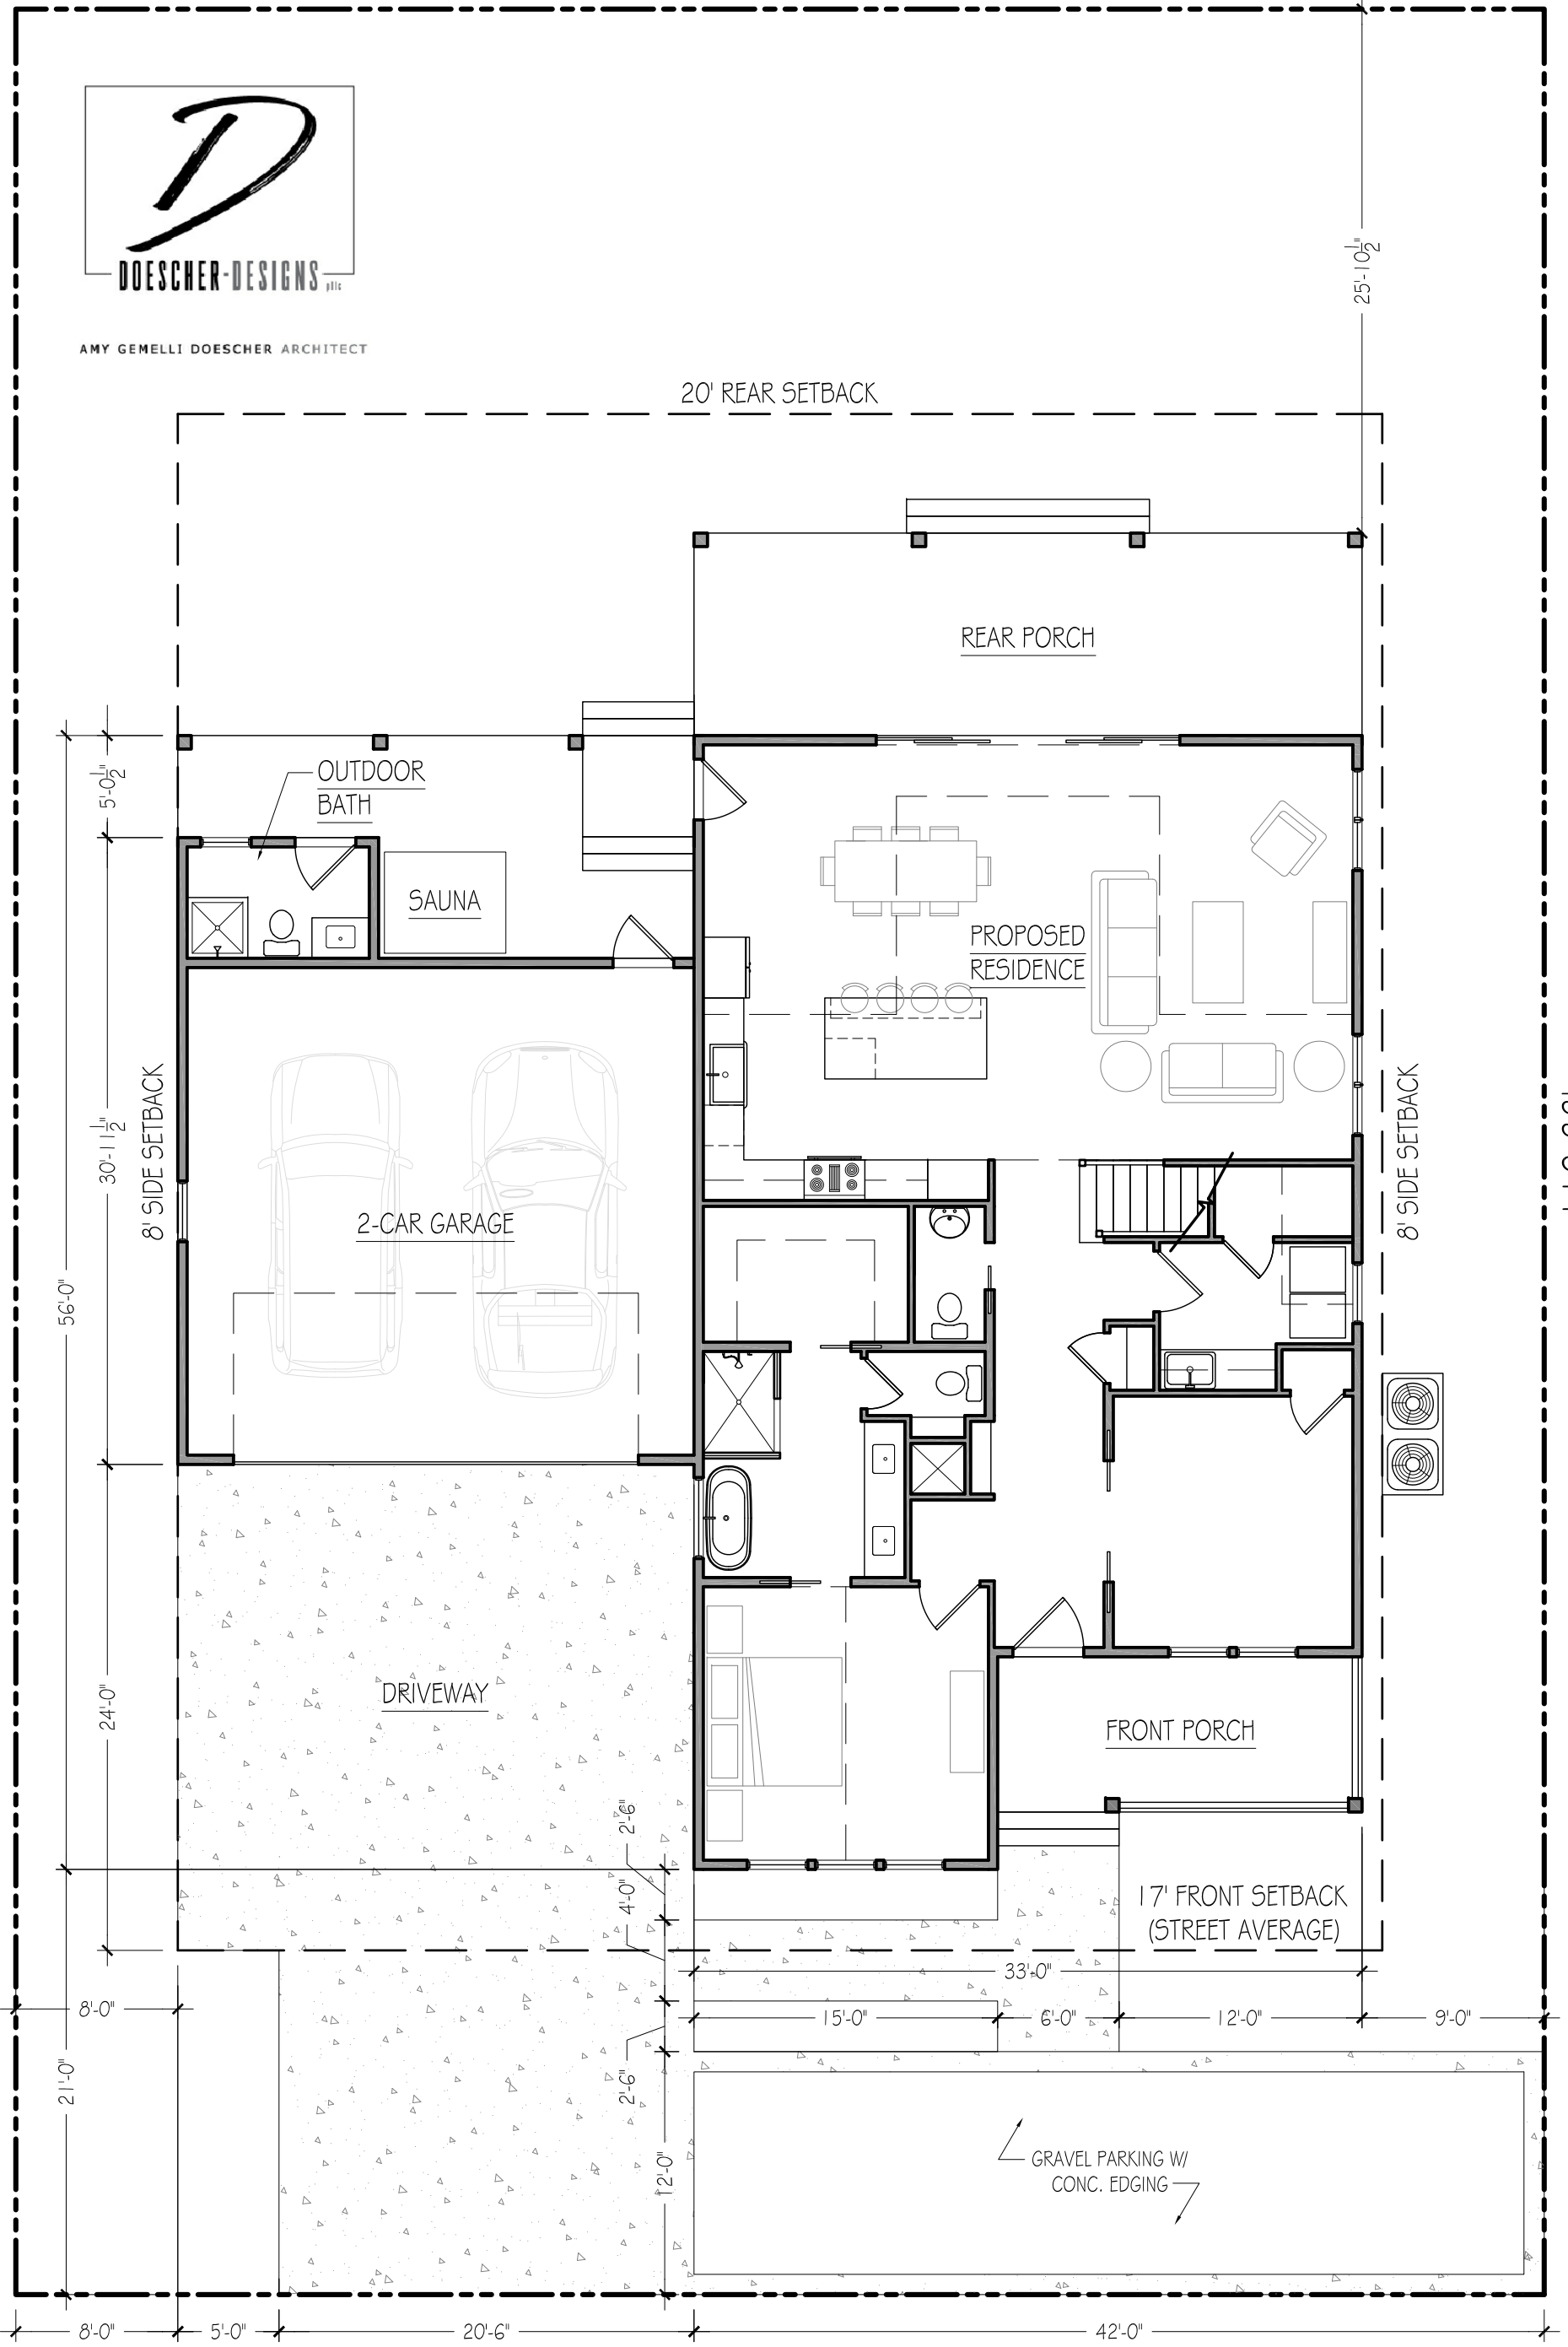 DOESCHER-DESIGNS pllc
AMY GEMELLI DOESCHER ARCHITECT
25'-10 1/2"
20' REAR SETBACK
REAR PORCH
5'-0 1/2"
OUTDOOR
BATH
SAUNA
PROPOSED
RESIDENCE
8' SIDE SETBACK
30'-11 1/2"
8' SIDE SETBACK
2-CAR GARAGE
56'-0"
24'-0"
DRIVEWAY
FRONT PORCH
2'-6"
4'-0"
17' FRONT SETBACK
(STREET AVERAGE)
33'-0"
8'-0"
15'-0"
6'-0"
12'-0"
9'-0"
21'-0"
2'-6"
12'-0"
GRAVEL PARKING W/
CONC. EDGING
8'-0"
5'-0"
20'-6"
42'-0"